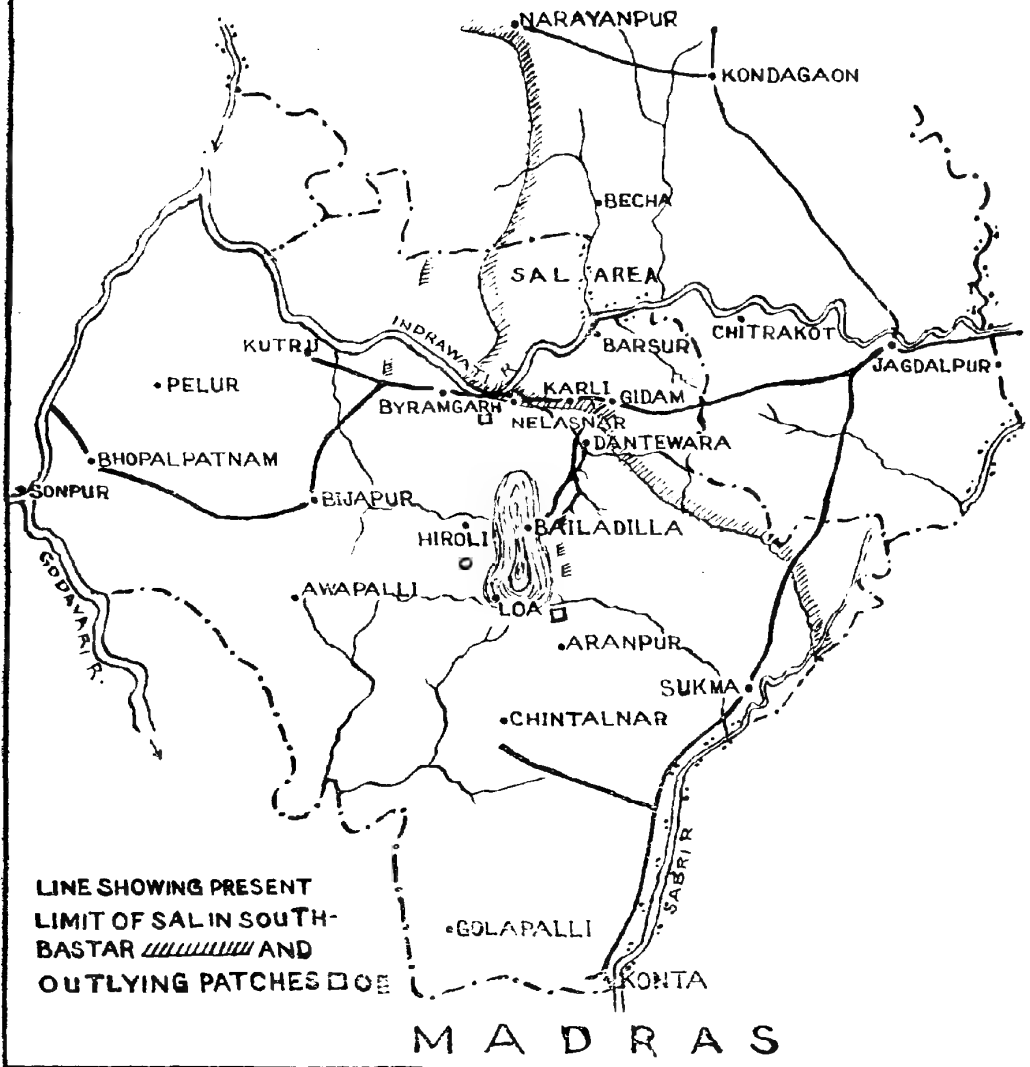 NARAYANPUR
KONDAGAON
BECHA
SAL AREA
INDRAWATI R
CHITRAKOT
KUTRU
BARSUR
JAGDALPUR
PELUR
KARLI
GIDAM
BYRAMGARH
NELASNAR
DANTEWARA
BHOPALPATNAM
SONPUR
BIJAPUR
BAILADILLA
HIROLI
GODAVARI R.
AWAPALLI
LOA
ARANPUR
SUKMA
CHINTALNAR
SABRI R
LINE SHOWING PRESENT
LIMIT OF SAL IN SOUTH-
BASTAR AND
OUTLYING PATCHES
GOLAPALLI
KONTA
MADRAS